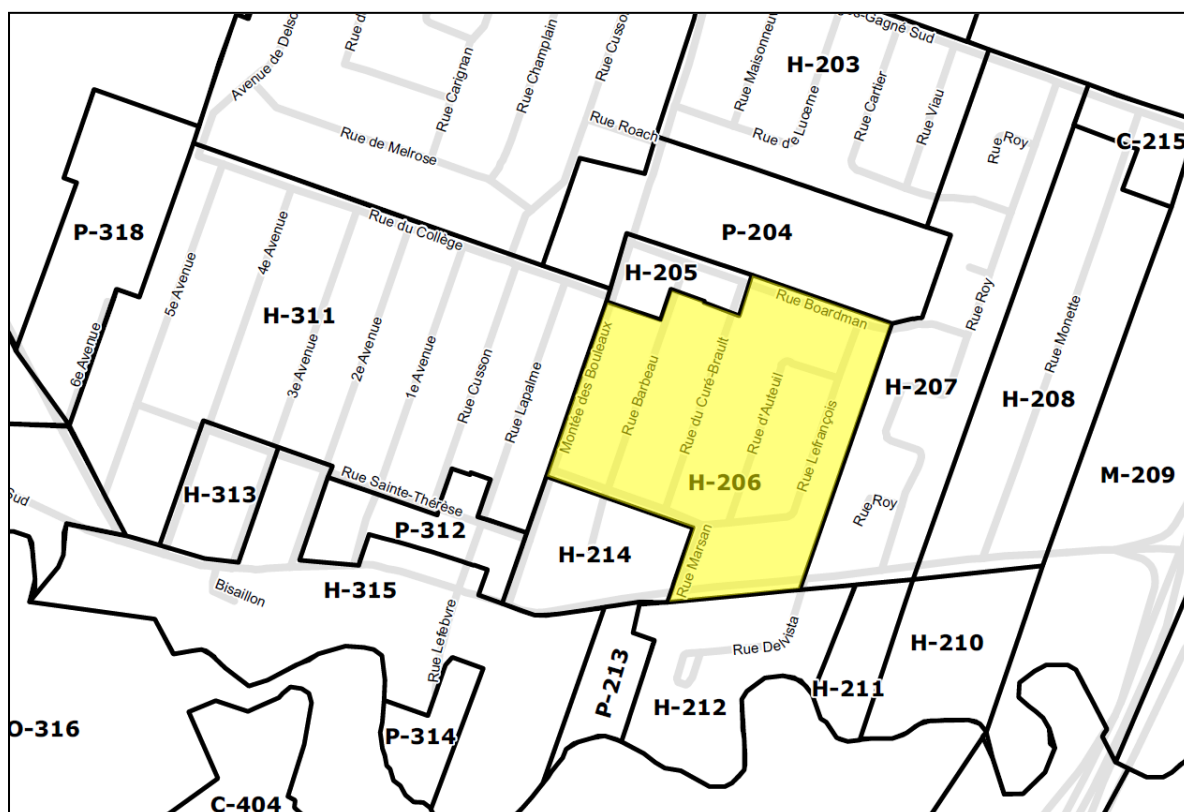 Avenue de Delso
Rue d
Rue Carignan
Rue Champlain
Rue Cusso
Rue Maisonneu
Gagné Sud
H-203
Rue de Lucerne
Rue Cartier
Rue Viau
Rue Roy
C-215
Rue de Melrose
Rue Roach
P-318
Rue du Collège
P-204
5e Avenue
4e Avenue
H-205
H-311
Rue Boardman
Rue Roy
Rue Monette
6e Avenue
3e Avenue
2e Avenue
1e Avenue
Rue Cusson
Rue Lapalme
Montée des Bouleaux
Rue Barbeau
Rue du Curé-Brault
Rue d'Auteuil
Rue Lefrançois
H-207
H-208
M-209
H-206
Sud
H-313
Rue Sainte-Thérèse
P-312
Rue Roy
H-214
Rue Marsan
Bisaillon
H-315
Rue Lefebvre
Rue Delvista
H-210
P-213
H-211
H-212
O-316
P-314
C-404